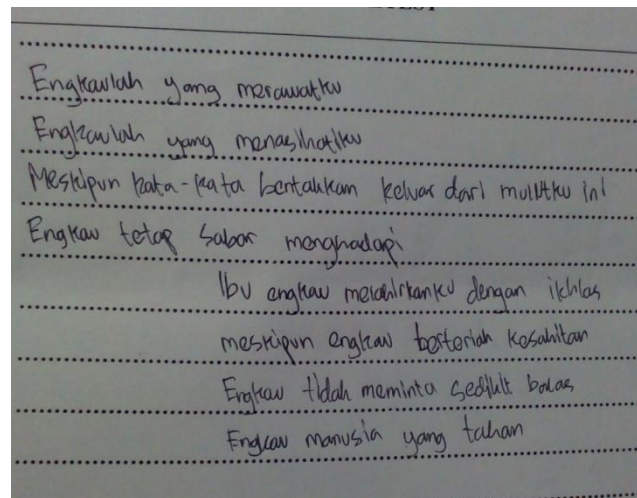 Engkaulah yang merawatku
Engkaulah yang menasihatiku
Meskipun kata-kata bentakkan keluar dari mulutku ini
Engkau tetap sabar menghadapi
Ibu engkau melahirkanku dengan ikhlas
meskipun engkau berteriak kesakitan
Engkau tidak meminta sedikit balas
Engkau manusia yang tahan